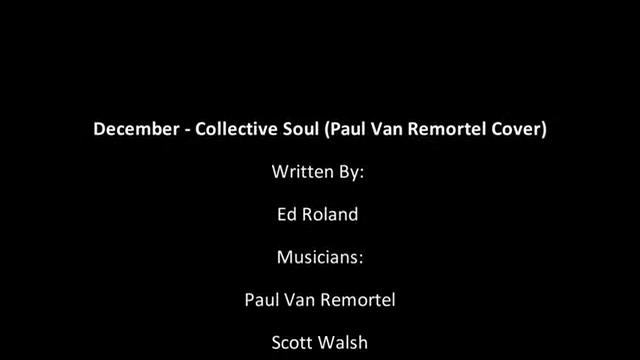 December - Collective Soul (Paul Van Remortel Cover)
Written By:
Ed Roland
Musicians:
Paul Van Remortel
Scott Walsh